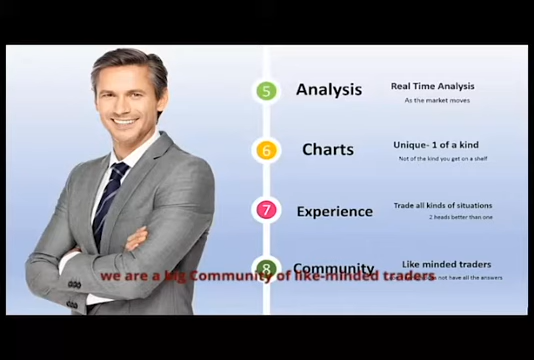 5
Analysis
Real Time Analysis
As the market moves
6
Charts
Unique- 1 of a kind
Not of the kind you get on a shelf
7
Experience
Trade all kinds of situations
2 heads better than one
8
Community
Like minded traders
not have all the answers
we are a big Community of like-minded traders